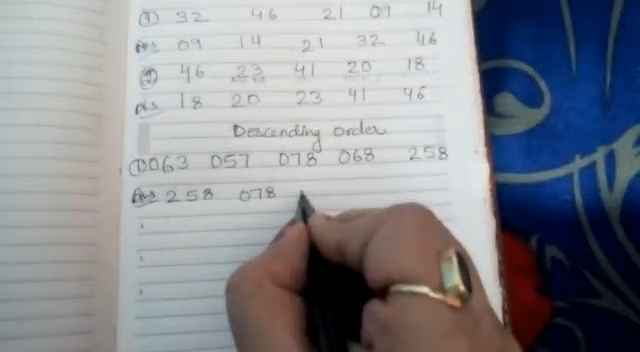 ① 32 46 21 09 14
Ans 09 14 21 32 46
② 46 23 41 20 18
Ans 18 20 23 41 46
Descending order
① 063 057 078 068 258
Ans 258 078